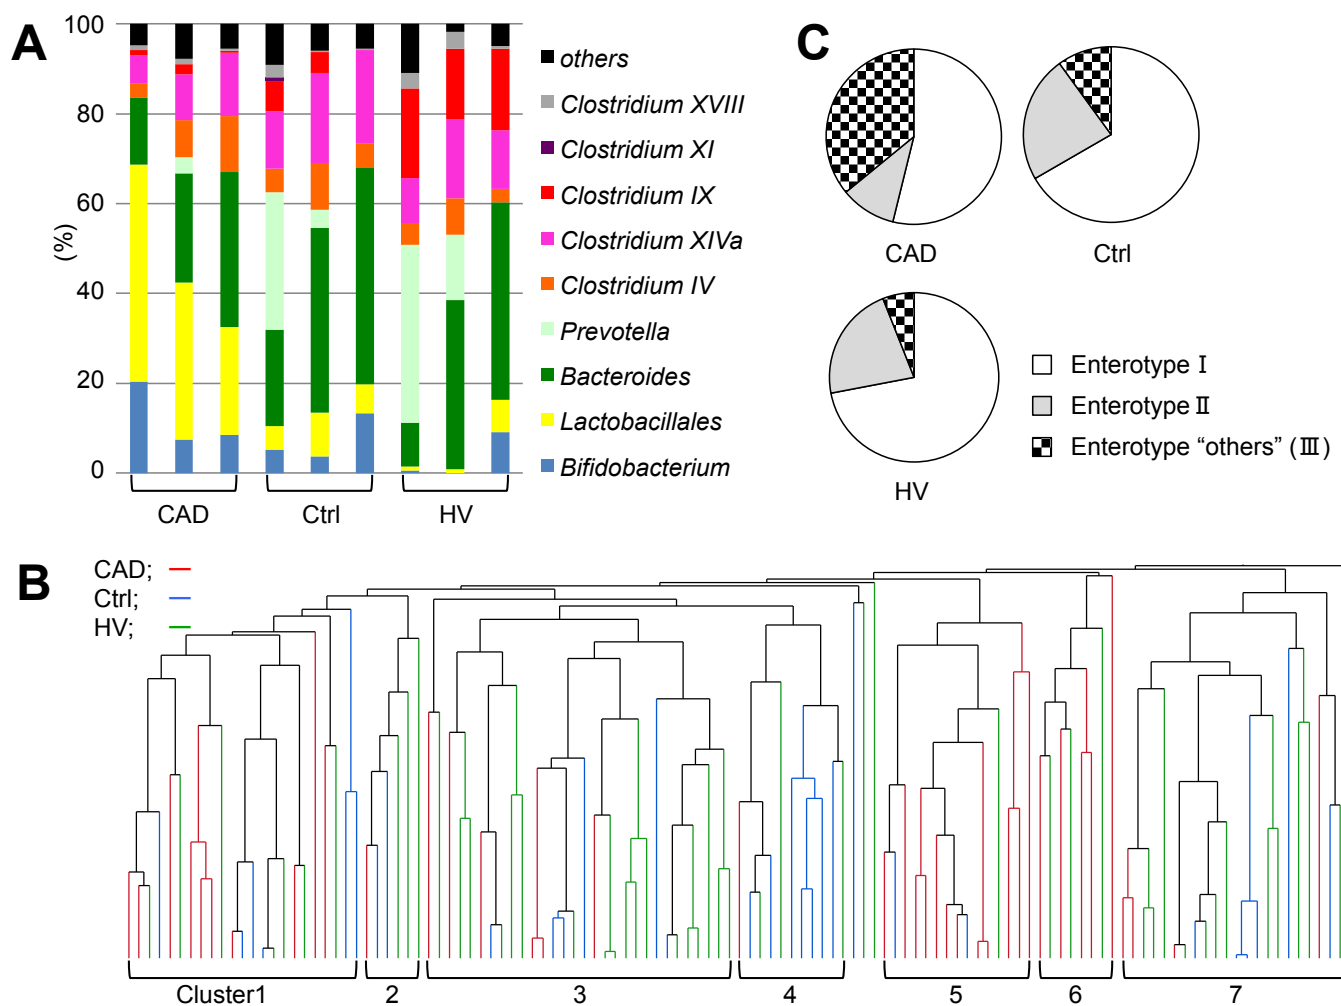 A
100
80
60
40
20
0
(%)
CAD
Ctrl
HV
others
Clostridium XVIII
Clostridium XI
Clostridium IX
Clostridium XIVa
Clostridium IV
Prevotella
Bacteroides
Lactobacillales
Bifidobacterium
C
CAD
Ctrl
HV
Enterotype Ⅰ
Enterotype Ⅱ
Enterotype “others” (Ⅲ)
B
CAD;
Ctrl;
HV;
Cluster1
2
3
4
5
6
7